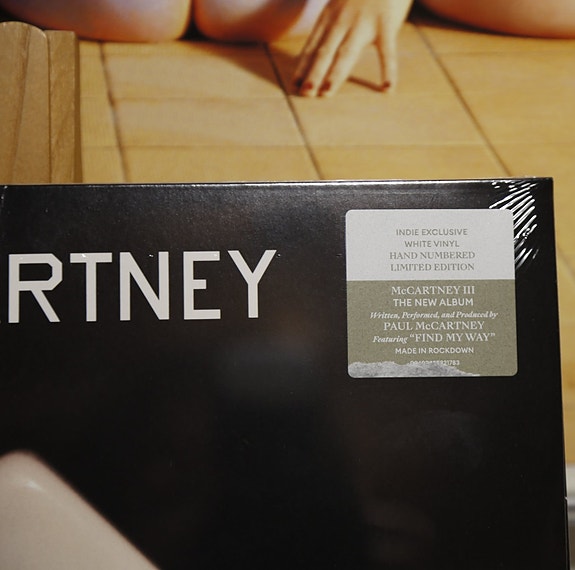 ARTNEY
INDIE EXCLUSIVE
WHITE VINYL
HAND NUMBERED
LIMITED EDITION
McCARTNEY III
THE NEW ALBUM
Written, Performed, and Produced by
PAUL McCARTNEY
Featuring "FIND MY WAY"
MADE IN ROCKDOWN